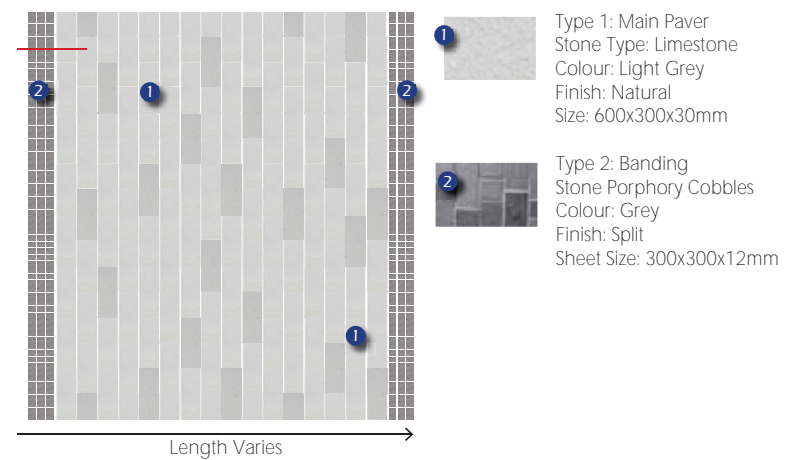 2
1
2
1
Length Varies
1
Type 1: Main Paver
Stone Type: Limestone
Colour: Light Grey
Finish: Natural
Size: 600x300x30mm
2
Type 2: Banding
Stone Porphory Cobbles
Colour: Grey
Finish: Split
Sheet Size: 300x300x12mm